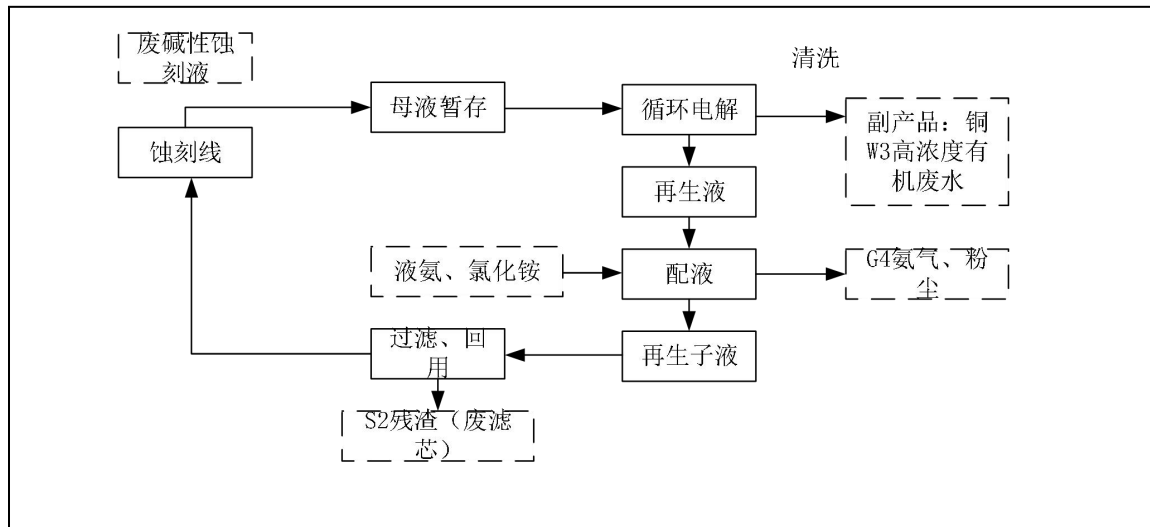 废碱性蚀
刻液
清洗
母液暂存
循环电解
副产品：铜
W3高浓度有
机废水
蚀刻线
再生液
液氨、氯化铵
配液
G4氨气、粉
尘
过滤、回
用
再生子液
S2残渣（废滤
芯）